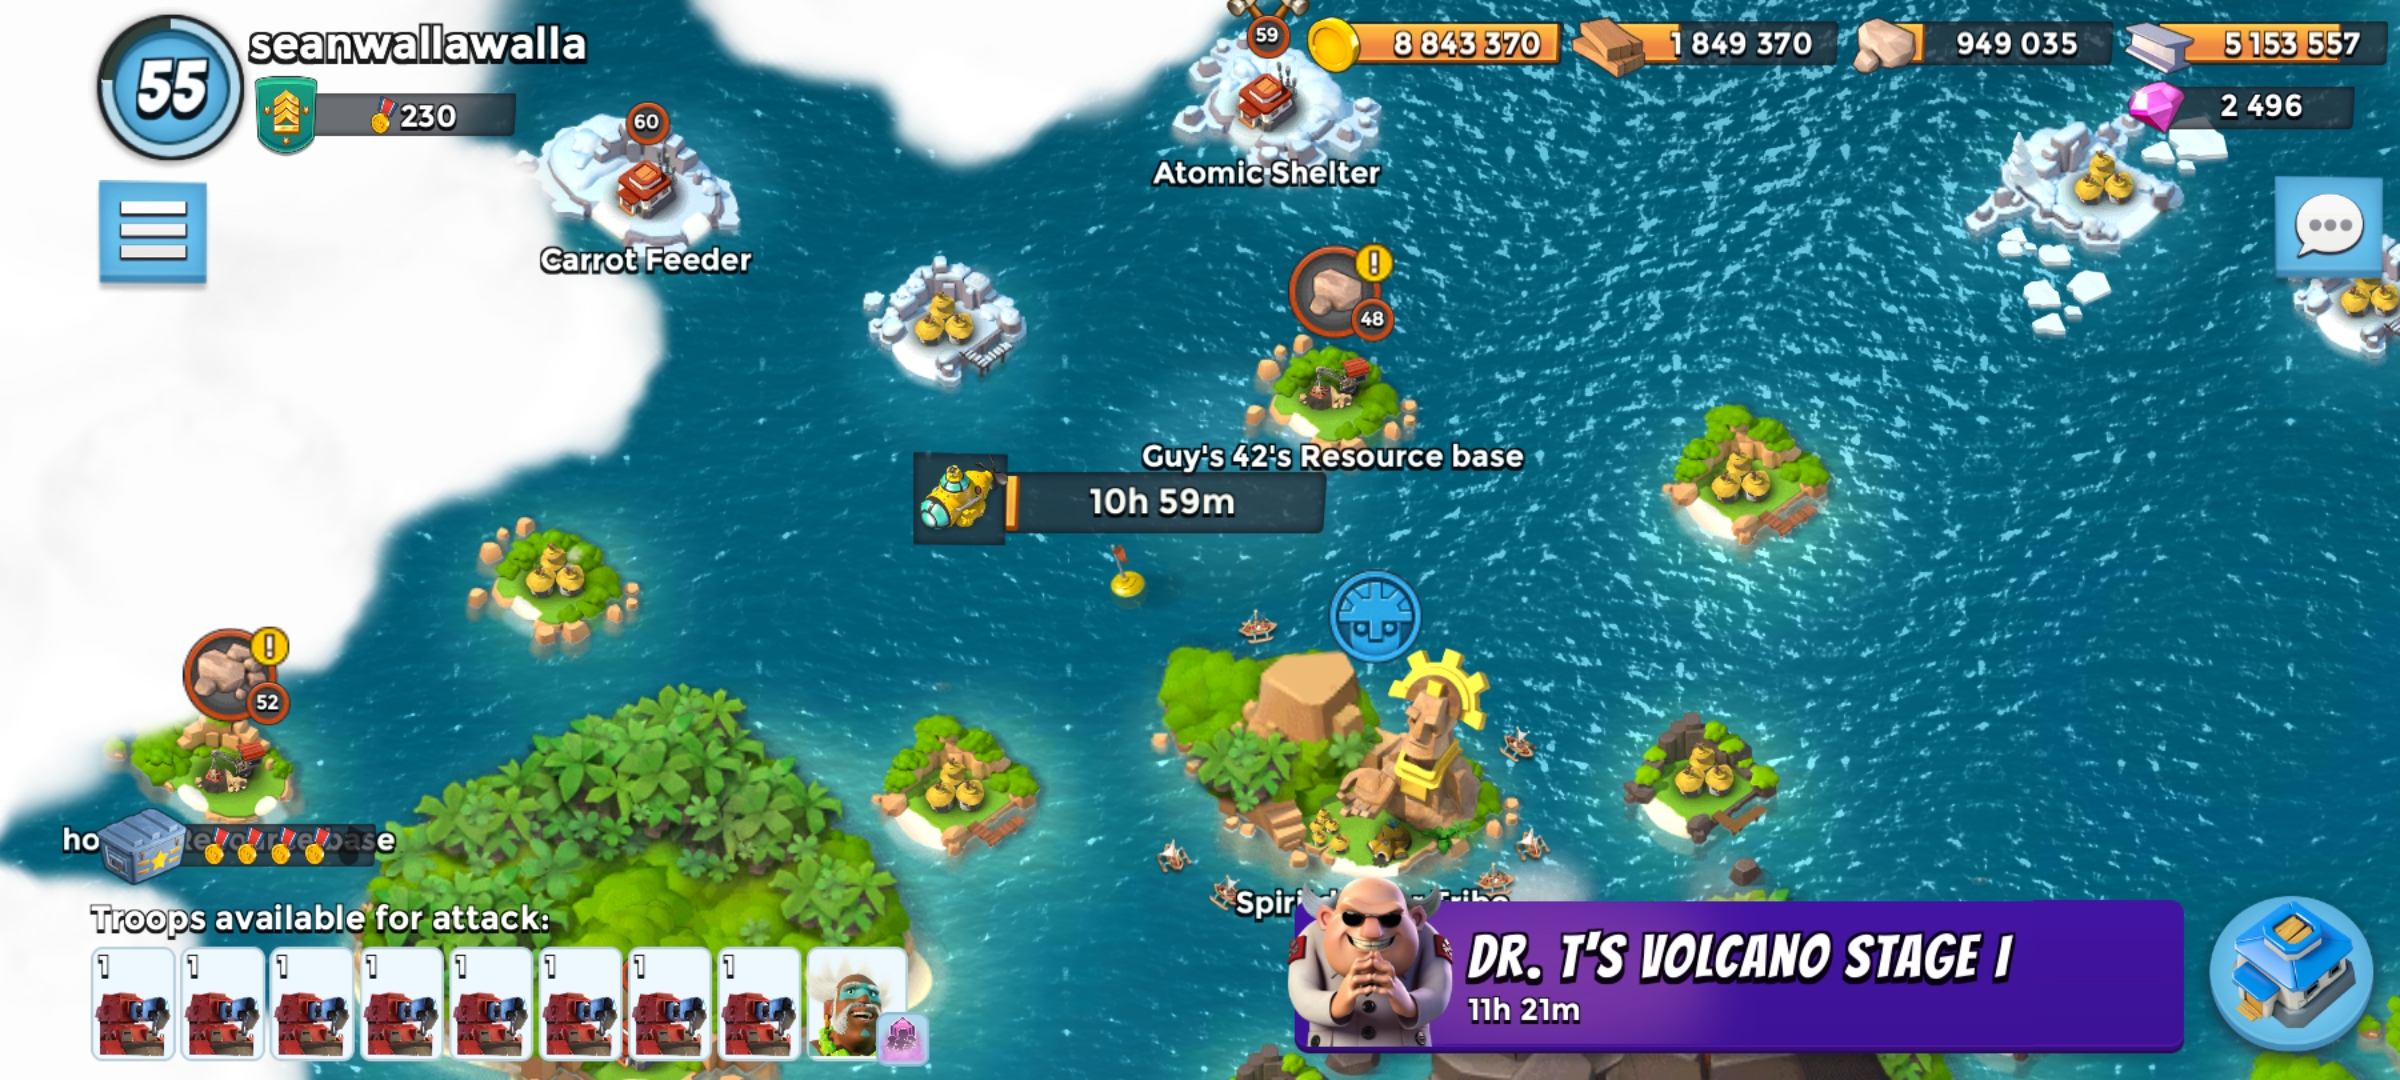 55
seanwallawalla
230
59
8 843 370
1 849 370
949 035
5 153 557
2 496
60
Atomic Shelter
Carrot Feeder
!
48
Guy's 42's Resource base
10h 59m
!
52
base
Troops available for attack:
1 1 1 1 1 1 1 1
DR. T'S VOLCANO STAGE I
11h 21m